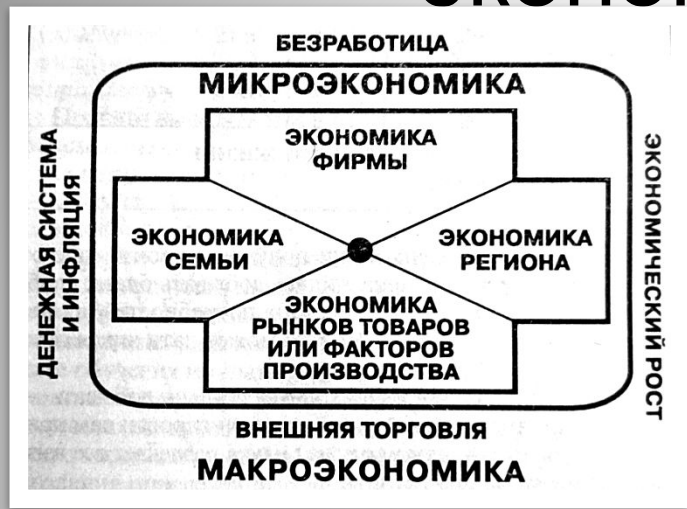 БЕЗРАБОТИЦА
МИКРОЭКОНОМИКА
ЭКОНОМИКА
ФИРМЫ
ДЕНЕЖНАЯ СИСТЕМА
И ИНФЛЯЦИЯ
ЭКОНОМИКА
СЕМЬИ
ЭКОНОМИКА
РЕГИОНА
ЭКОНОМИЧЕСКИЙ РОСТ
ЭКОНОМИКА
РЫНКОВ ТОВАРОВ
ИЛИ ФАКТОРОВ
ПРОИЗВОДСТВА
ВНЕШНЯЯ ТОРГОВЛЯ
МАКРОЭКОНОМИКА